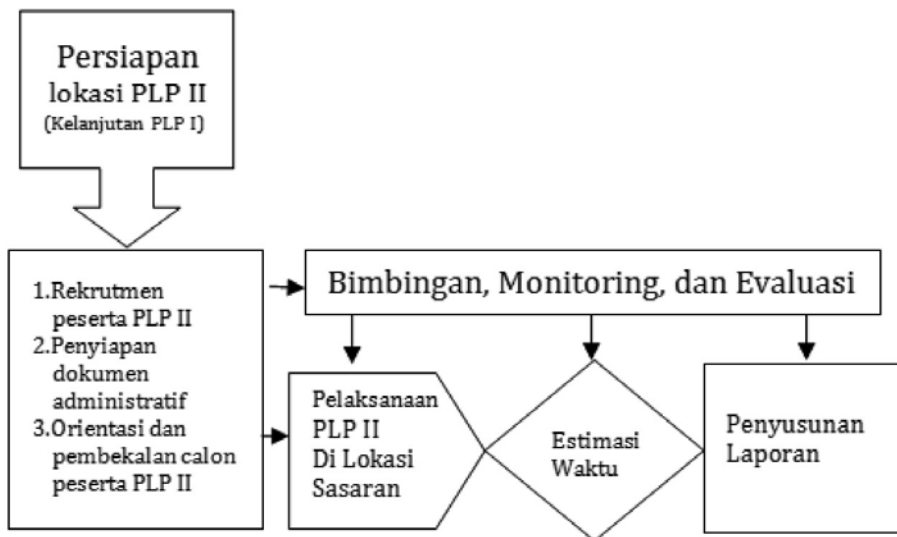 Persiapan
lokasi PLP II
(Kelanjutan PLP I)
1.Rekrutmen
peserta PLP II
2.Penyiapan
dokumen
administratif
3.Orientasi dan
pembekalan calon
peserta PLP II
Bimbingan, Monitoring, dan Evaluasi
Pelaksanaan
PLP II
Di Lokasi
Sasaran
Estimasi
Waktu
Penyusunan
Laporan